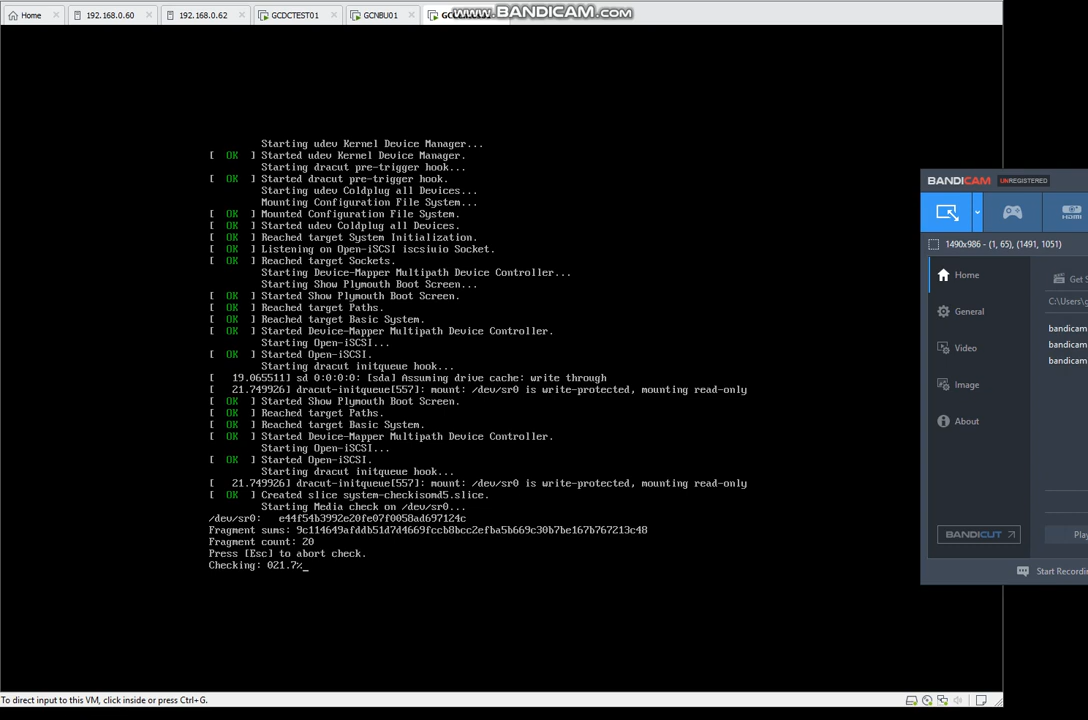 Home
192.168.0.60
192.168.0.62
GCDCTEST01
GCNBU01
www.BANDICAM.com
Starting udev Kernel Device Manager...
[ OK ] Started udev Kernel Device Manager.
Starting dracut pre-trigger hook...
[ OK ] Started dracut pre-trigger hook.
Starting udev Coldplug all Devices...
Mounting Configuration File System...
[ OK ] Mounted Configuration File System.
[ OK ] Started udev Coldplug all Devices.
[ OK ] Reached target System Initialization.
[ OK ] Listening on Open-iSCSI iscsiuio Socket.
[ OK ] Reached target Sockets.
Starting Device-Mapper Multipath Device Controller...
Starting Show Plymouth Boot Screen...
[ OK ] Started Show Plymouth Boot Screen.
[ OK ] Reached target Paths.
[ OK ] Reached target Basic System.
[ OK ] Started Device-Mapper Multipath Device Controller.
Starting Open-iSCSI...
[ OK ] Started Open-iSCSI.
Starting dracut initqueue hook...
[ 19.065511] sd 0:0:0:0: [sda] Assuming drive cache: write through
[ 21.749926] dracut-initqueue[557]: mount: /dev/sr0 is write-protected, mounting read-only
[ OK ] Started Show Plymouth Boot Screen.
[ OK ] Reached target Paths.
[ OK ] Reached target Basic System.
[ OK ] Started Device-Mapper Multipath Device Controller.
Starting Open-iSCSI...
[ OK ] Started Open-iSCSI.
Starting dracut initqueue hook...
[ 21.749926] dracut-initqueue[557]: mount: /dev/sr0 is write-protected, mounting read-only
[ OK ] Created slice system-checkisomd5.slice.
Starting Media check on /dev/sr0...
/dev/sr0: e44f54b3992e20fe07f0058ad697124c
Fragment sums: 9c114649afddb51d7d4669fccb8bcc2efba5b669c30b7be167b767213c48
Fragment count: 20
Press [Esc] to abort check.
Checking: 021.7%_
To direct input to this VM, click inside or press Ctrl+G.
BANDICAM UNREGISTERED
HDMI
1490x986 - (1, 65), (1491, 1051)
Home
General
Video
Image
About
BANDICUT
Get S
C:\Users\g
bandicam
bandicam
bandicam
Play
Start Recordin